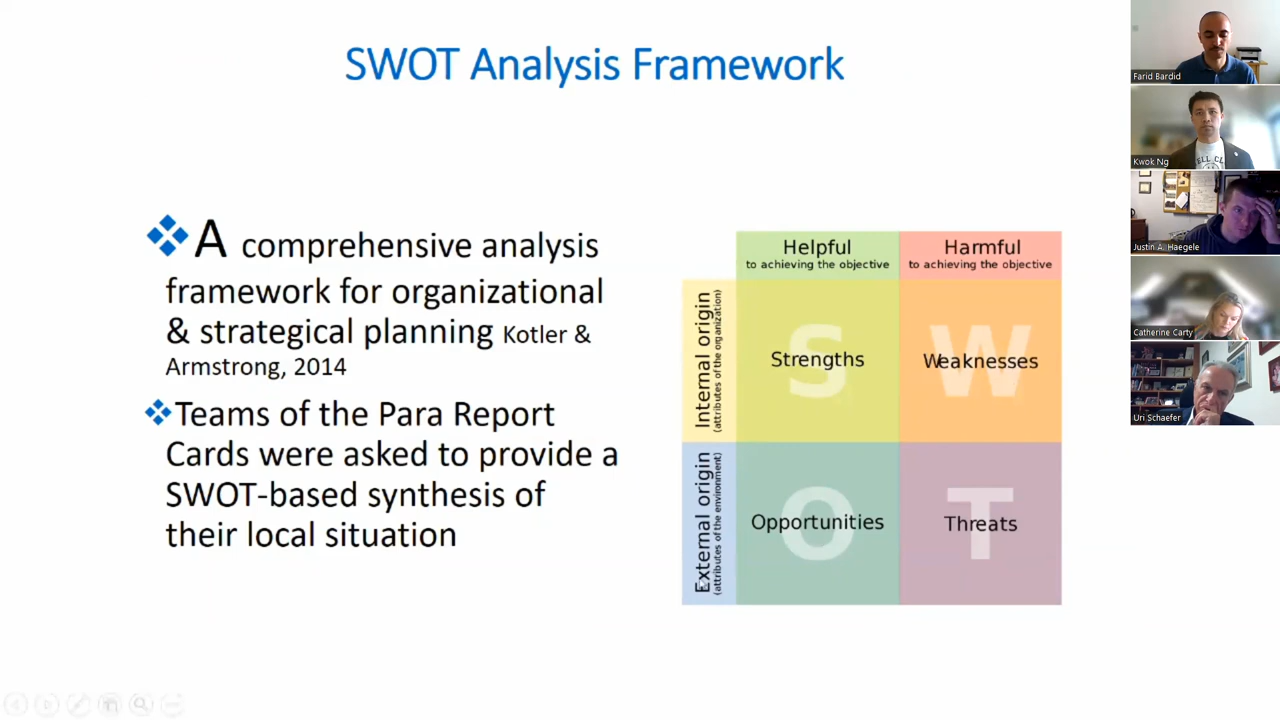 SWOT Analysis Framework
A comprehensive analysis
framework for organizational
& strategical planning Kotler &
Armstrong, 2014
Teams of the Para Report
Cards were asked to provide a
SWOT-based synthesis of
their local situation
Helpful
to achieving the objective
Harmful
to achieving the objective
Internal origin
(attributes of the organization)
S
Strengths
W
Weaknesses
External origin
(attributes of the environment)
O
Opportunities
T
Threats
Farid Bardid
Kwok Ng
Justin A. Haegele
Catherine Carty
Uri Schaefer